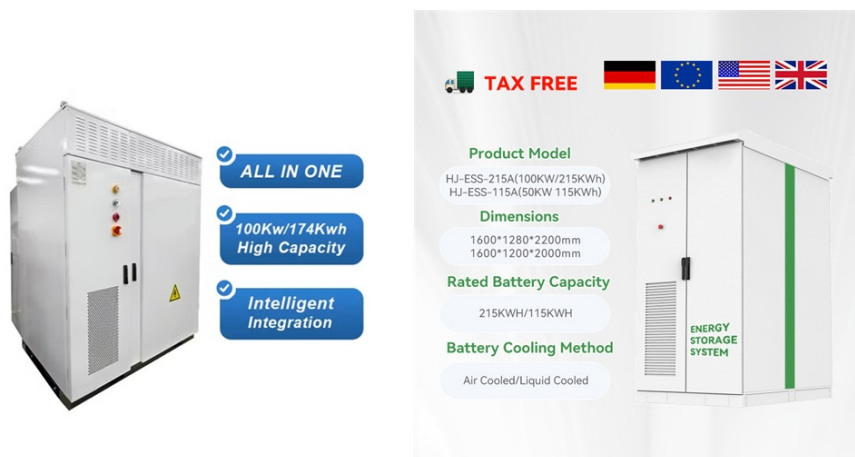 ALL IN ONE
100Kw/174Kwh
High Capacity
Intelligent
Integration
TAX FREE
Product Model
HJ-ESS-215A(100KW/215KWh)
HJ-ESS-115A(50KW 115KWh)
Dimensions
1600*1280*2200mm
1600*1200*2000mm
Rated Battery Capacity
215KWH/115KWH
Battery Cooling Method
Air Cooled/Liquid Cooled
ENERGY
STORAGE
SYSTEM